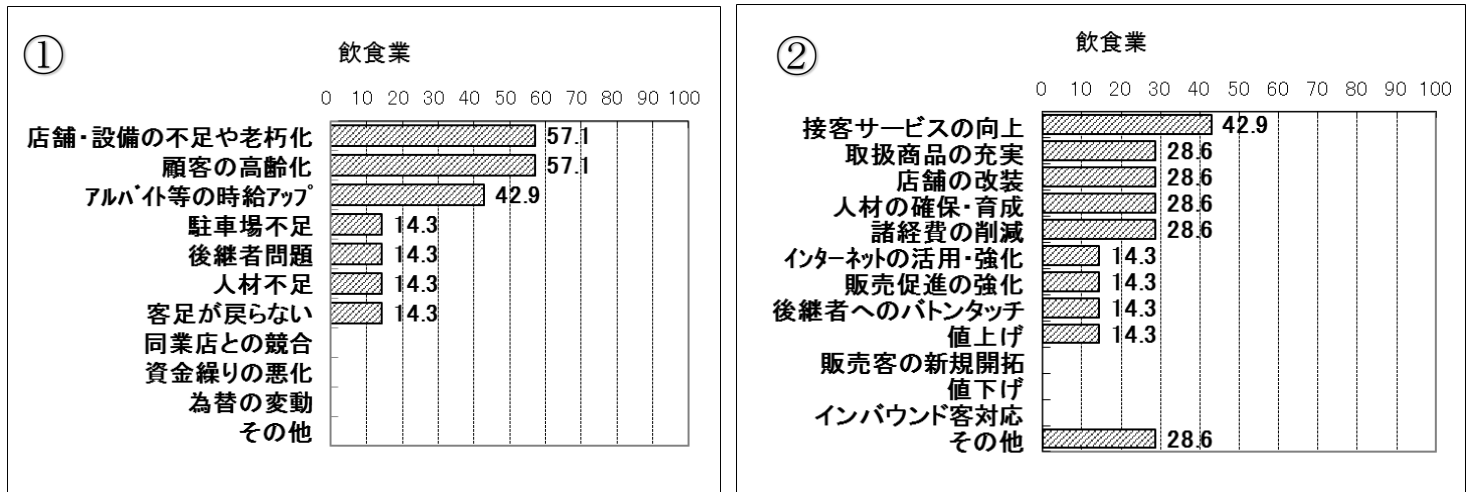 ①
飲食業
0 10 20 30 40 50 60 70 80 90 100
店舗・設備の不足や老朽化 57.1
顧客の高齢化 57.1
ｱﾙﾊﾞｲﾄ等の時給ｱｯﾌﾟ 42.9
駐車場不足 14.3
後継者問題 14.3
人材不足 14.3
客足が戻らない 14.3
同業店との競合
資金繰りの悪化
為替の変動
その他
②
飲食業
0 10 20 30 40 50 60 70 80 90 100
接客サービスの向上 42.9
取扱商品の充実 28.6
店舗の改装 28.6
人材の確保・育成 28.6
諸経費の削減 28.6
ｲﾝﾀｰﾈｯﾄの活用・強化 14.3
販売促進の強化 14.3
後継者へのバトンタッチ 14.3
値上げ 14.3
販売客の新規開拓
値下げ
インバウンド客対応
その他 28.6